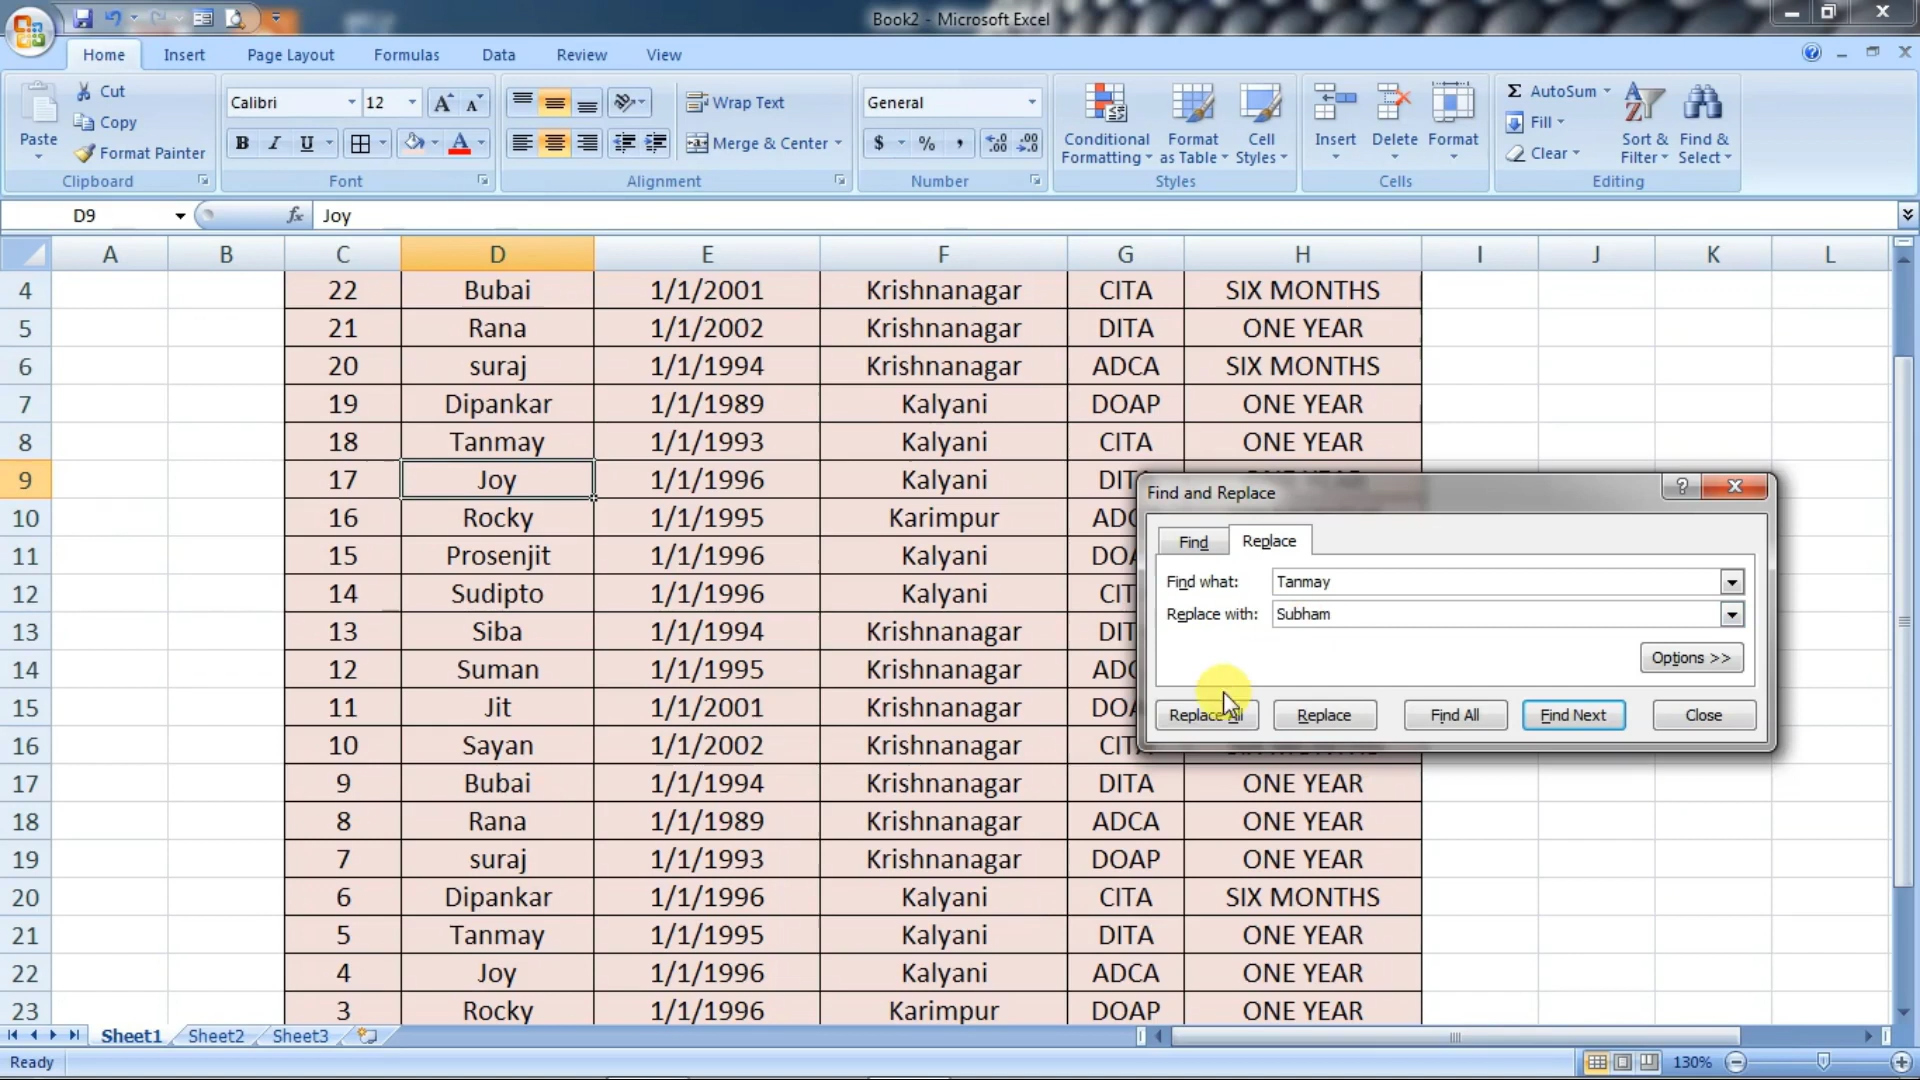 Book2 - Microsoft Excel
Home Insert Page Layout Formulas Data Review View
Paste Cut Copy Format Painter Clipboard
Calibri 12 A A B I U A Font
Wrap Text Merge & Center Alignment
General $ % , .0 .00 .00 .0 Number
Conditional Formatting Format as Table Cell Styles Styles
Insert Delete Format Cells
Σ AutoSum Fill Clear Sort & Filter Find & Select Editing
D9 fx Joy
A B C D E F G H I J K L
4 22 Bubai 1/1/2001 Krishnanagar CITA SIX MONTHS
5 21 Rana 1/1/2002 Krishnanagar DITA ONE YEAR
6 20 suraj 1/1/1994 Krishnanagar ADCA SIX MONTHS
7 19 Dipankar 1/1/1989 Kalyani DOAP ONE YEAR
8 18 Tanmay 1/1/1993 Kalyani CITA ONE YEAR
9 17 Joy 1/1/1996 Kalyani
10 16 Rocky 1/1/1995 Karimpur
11 15 Prosenjit 1/1/1996 Kalyani
12 14 Sudipto 1/1/1996 Kalyani
13 13 Siba 1/1/1994 Krishnanagar
14 12 Suman 1/1/1995 Krishnanagar
15 11 Jit 1/1/2001 Krishnanagar
16 10 Sayan 1/1/2002 Krishnanagar CITA
17 9 Bubai 1/1/1994 Krishnanagar DITA ONE YEAR
18 8 Rana 1/1/1989 Krishnanagar ADCA ONE YEAR
19 7 suraj 1/1/1993 Krishnanagar DOAP ONE YEAR
20 6 Dipankar 1/1/1996 Kalyani CITA SIX MONTHS
21 5 Tanmay 1/1/1995 Kalyani DITA ONE YEAR
22 4 Joy 1/1/1996 Kalyani ADCA ONE YEAR
23 3 Rocky 1/1/1996 Karimpur DOAP ONE YEAR
Find and Replace
Find Replace
Find what: Tanmay
Replace with: Subham
Options >>
Replace All Replace Find All Find Next Close
Sheet1 Sheet2 Sheet3
Ready 130%